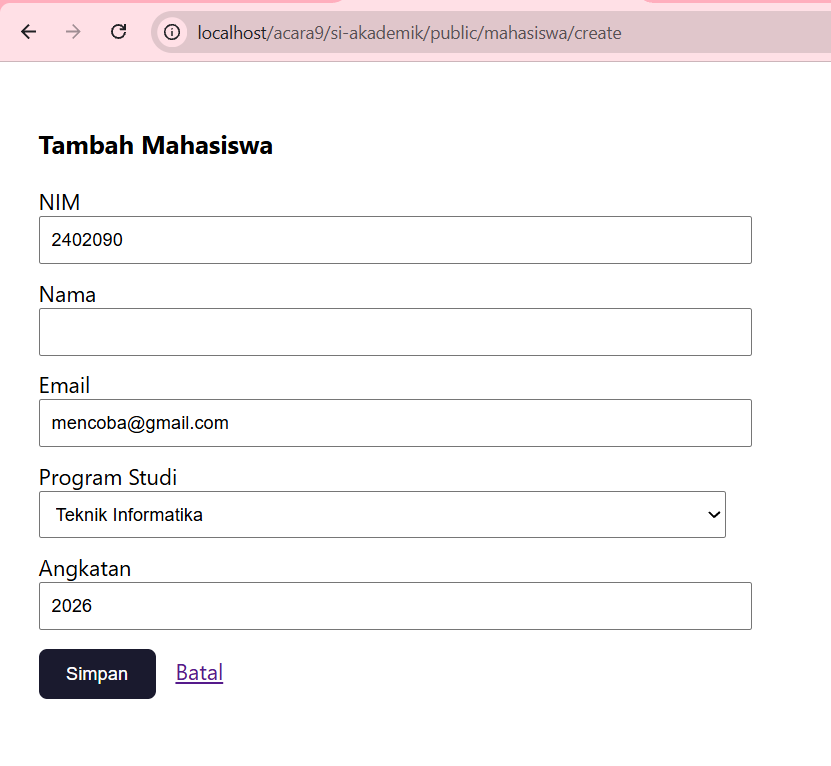 localhost/acara9/si-akademik/public/mahasiswa/create
Tambah Mahasiswa
NIM
2402090
Nama
Email
mencoba@gmail.com
Program Studi
Teknik Informatika
Angkatan
2026
Simpan Batal